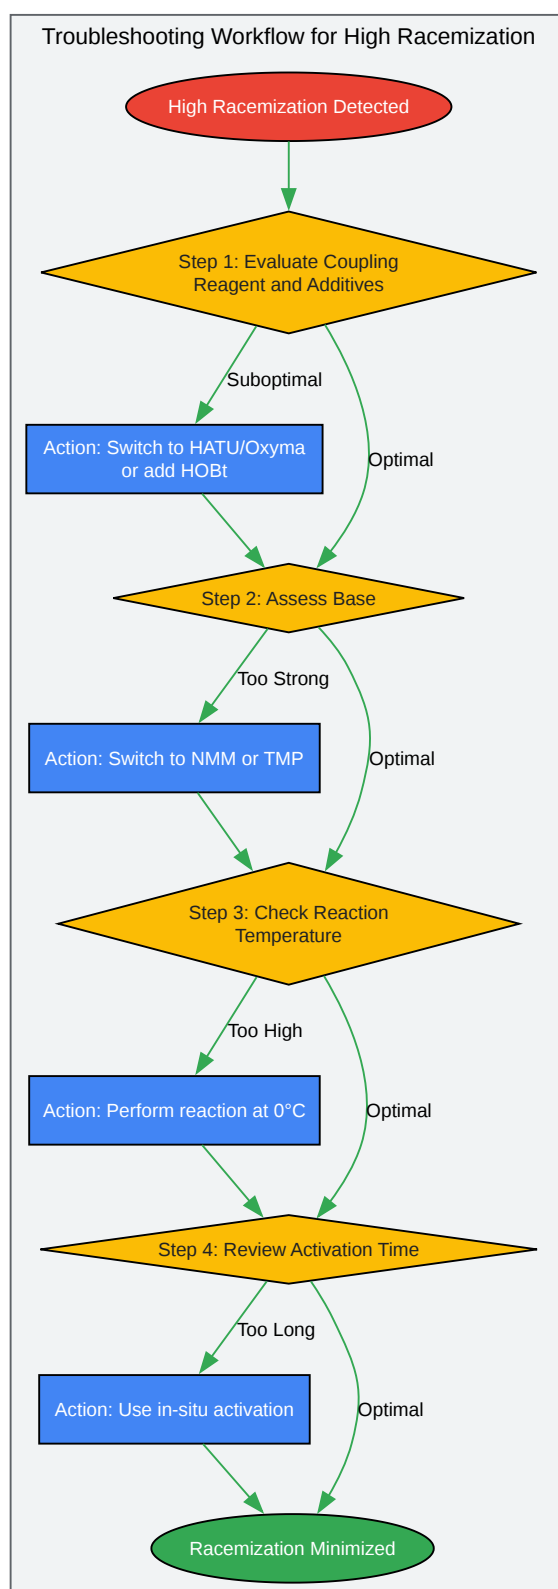 Troubleshooting Workflow for High Racemization
High Racemization Detected
Step 1: Evaluate Coupling
Reagent and Additives
Suboptimal
Action: Switch to HATU/Oxyma
or add HOBt
Optimal
Step 2: Assess Base
Too Strong
Action: Switch to NMM or TMP
Optimal
Step 3: Check Reaction
Temperature
Too High
Action: Perform reaction at 0°C
Optimal
Step 4: Review Activation Time
Too Long
Action: Use in-situ activation
Optimal
Racemization Minimized